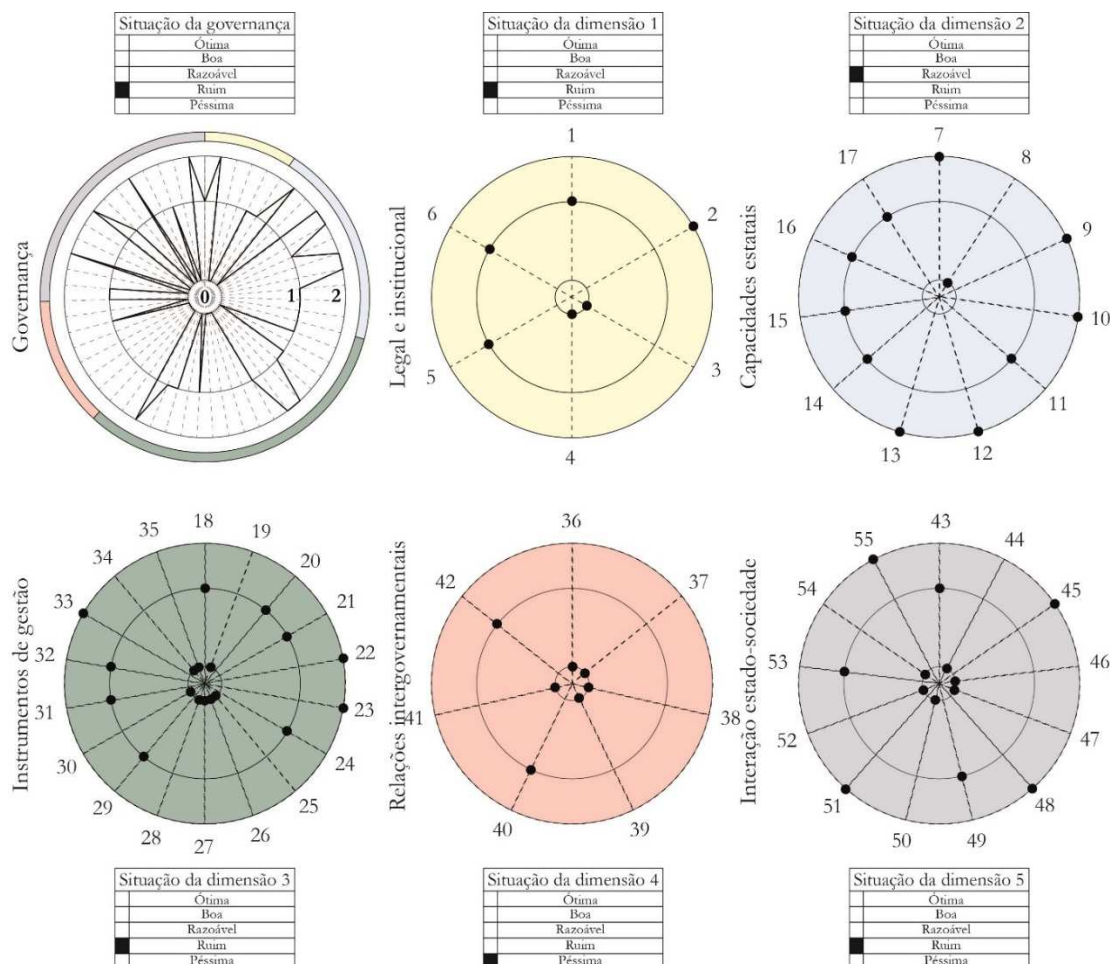 Situação da governança
Ótima
Boa
Razoável
Ruim
Péssima
Situação da dimensão 1
Ótima
Boa
Razoável
Ruim
Péssima
Situação da dimensão 2
Ótima
Boa
Razoável
Ruim
Péssima
Governança
0
1
2
Legal e institucional
1
2
3
4
5
6
Capacidades estatais
7
8
9
10
11
12
13
14
15
16
17
Instrumentos de gestão
18
19
20
21
22
23
24
25
26
27
28
29
30
31
32
33
34
35
Relações intergovernamentais
36
37
38
39
40
41
42
Interação estado-sociedade
43
44
45
46
47
48
49
50
51
52
53
54
55
Situação da dimensão 3
Ótima
Boa
Razoável
Ruim
Péssima
Situação da dimensão 4
Ótima
Boa
Razoável
Ruim
Péssima
Situação da dimensão 5
Ótima
Boa
Razoável
Ruim
Péssima